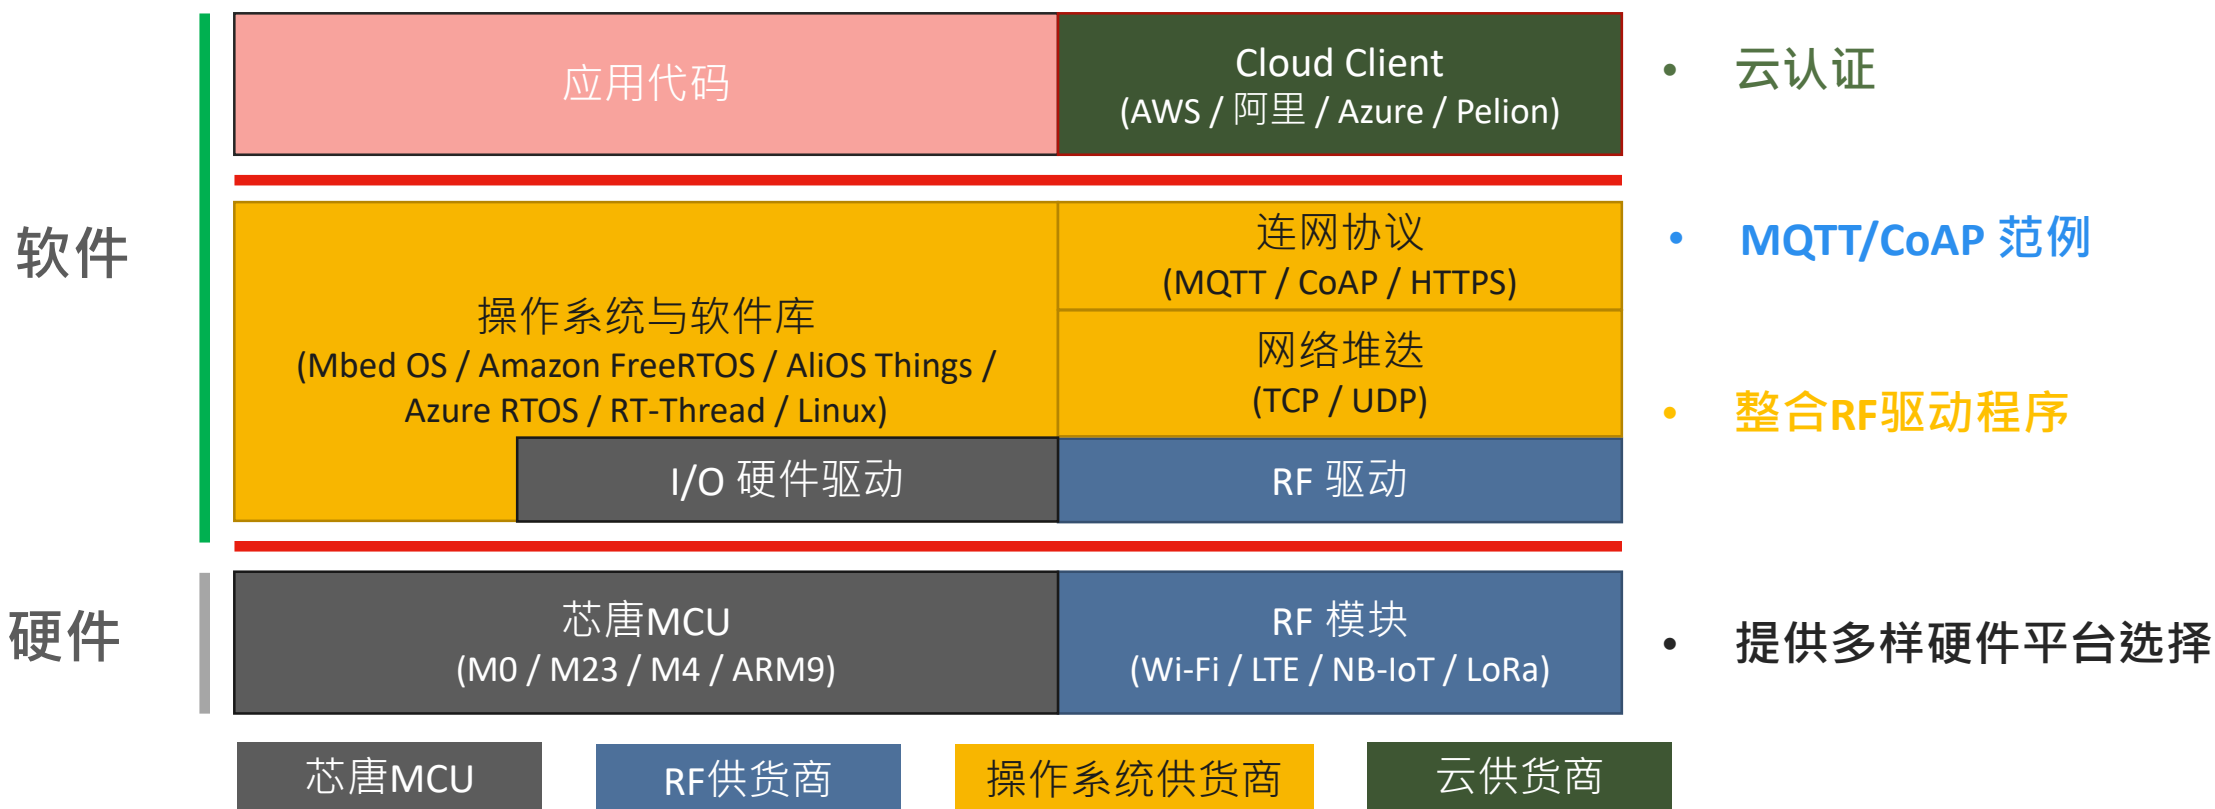 应用代码
Cloud Client
(AWS / 阿里 / Azure / Pelion)
• 云认证
软件
操作系统与软件库
(Mbed OS / Amazon FreeRTOS / AliOS Things /
Azure RTOS / RT-Thread / Linux)
连网协议
(MQTT / CoAP / HTTPS)
• MQTT/CoAP 范例
网络堆迭
(TCP / UDP)
• 整合RF驱动程序
I/O 硬件驱动
RF 驱动
硬件
芯唐MCU
(M0 / M23 / M4 / ARM9)
RF 模块
(Wi-Fi / LTE / NB-IoT / LoRa)
• 提供多样硬件平台选择
芯唐MCU
RF供货商
操作系统供货商
云供货商